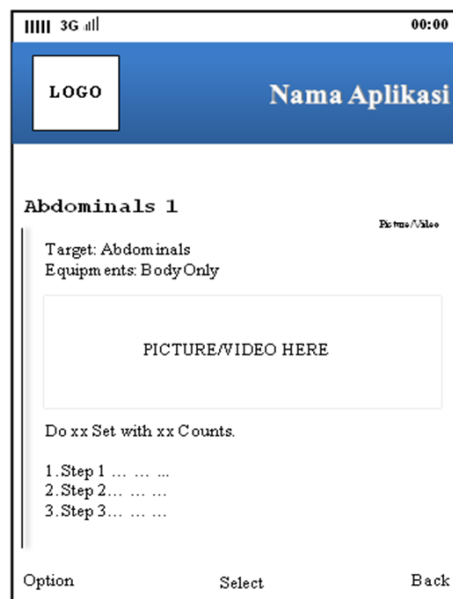 3G
00:00
LOGO
Nama Aplikasi
Abdominals 1
Picture/Video
Target: Abdominals
Equipments: Body Only
PICTURE/VIDEO HERE
Do xx Set with xx Counts.
1.Step 1 ... ... ...
2.Step 2... ... ...
3.Step 3... ... ...
Option
Select
Back